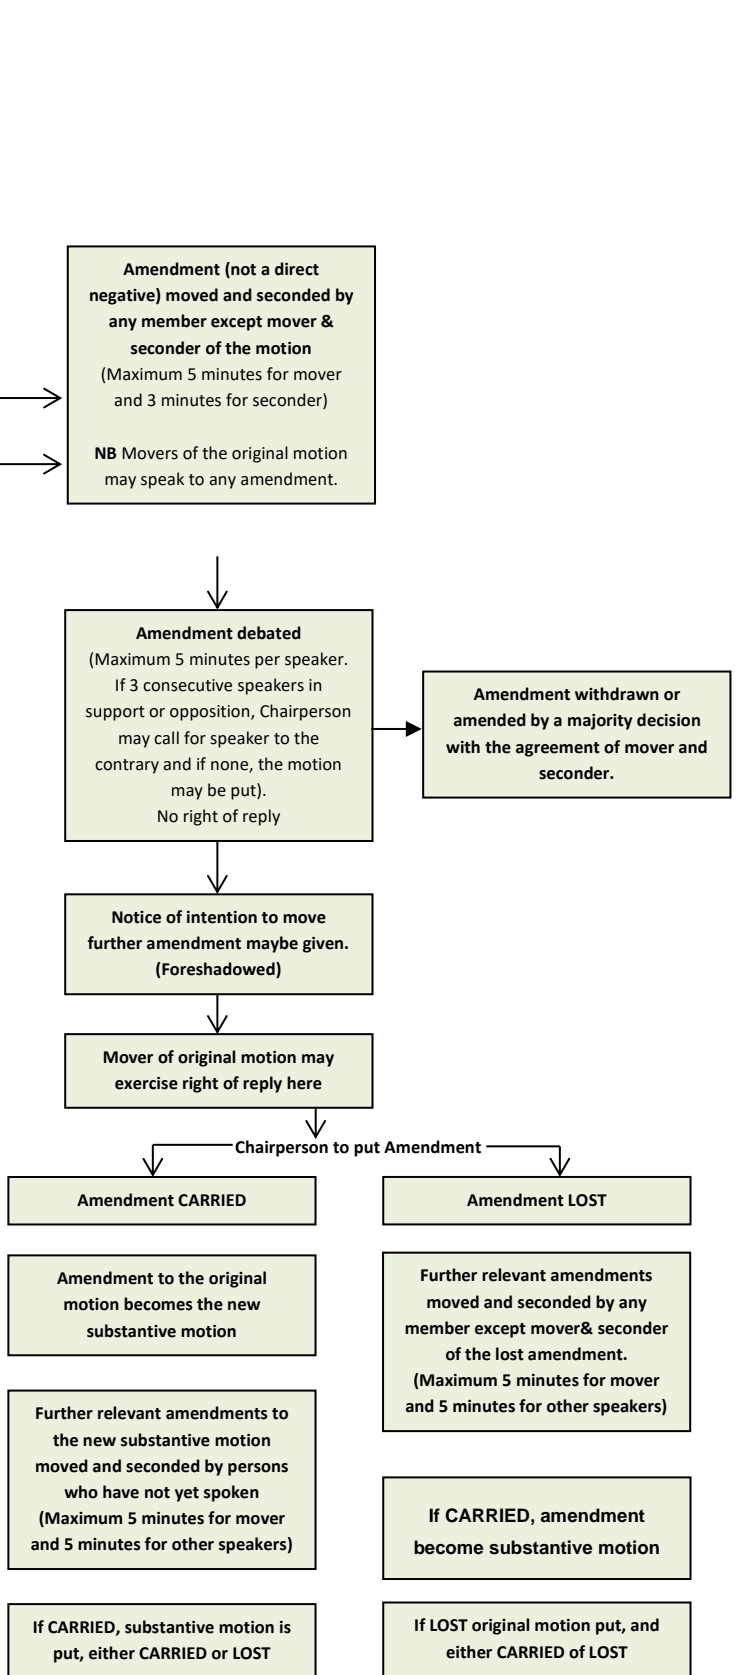 Amendment (not a direct
negative) moved and seconded by
any member except mover &
seconder of the motion
(Maximum 5 minutes for mover
and 3 minutes for seconder)
NB Movers of the original motion
may speak to any amendment.
Amendment debated
(Maximum 5 minutes per speaker.
If 3 consecutive speakers in
support or opposition, Chairperson
may call for speaker to the
contrary and if none, the motion
may be put).
No right of reply
Amendment withdrawn or
amended by a majority decision
with the agreement of mover and
seconder.
Notice of intention to move
further amendment maybe given.
(Foreshadowed)
Mover of original motion may
exercise right of reply here
Chairperson to put Amendment
Amendment CARRIED
Amendment to the original
motion becomes the new
substantive motion
Further relevant amendments to
the new substantive motion
moved and seconded by persons
who have not yet spoken
(Maximum 5 minutes for mover
and 5 minutes for other speakers)
If CARRIED, substantive motion is
put, either CARRIED or LOST
Amendment LOST
Further relevant amendments
moved and seconded by any
member except mover& seconder
of the lost amendment.
(Maximum 5 minutes for mover
and 5 minutes for other speakers)
If CARRIED, amendment
become substantive motion
If LOST original motion put, and
either CARRIED of LOST